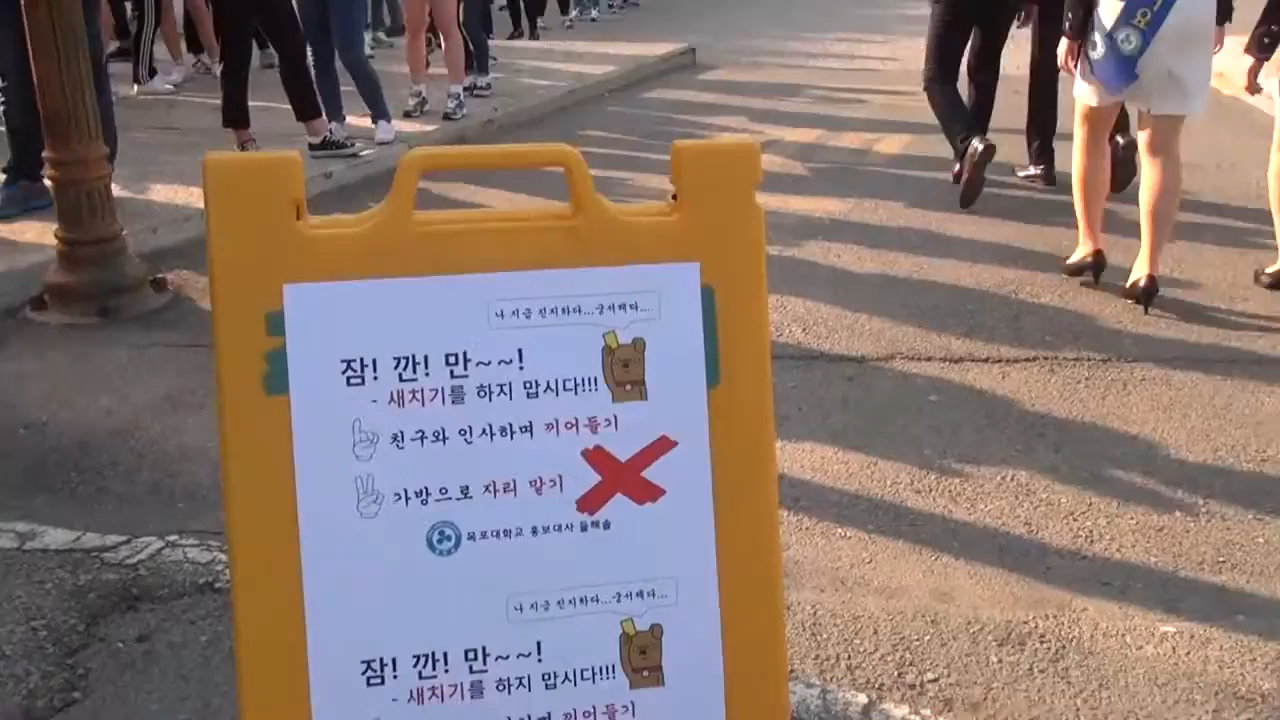 나 지금 진지하다...궁서체다....
잠! 깐! 만~~!
- 새치기를 하지 맙시다!!!
친구와 인사하며 끼어들기
가방으로 자리 맡기
목포대학교 홍보대사 늘해솔
나 지금 진지하다...궁서체다...
잠! 깐! 만~~!
- 새치기를 하지 맙시다!!!
끼어들기